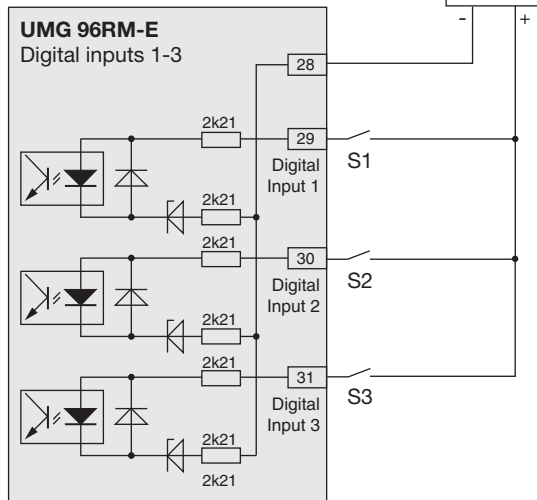 - +
UMG 96RM-E
Digital inputs 1-3
28
2k21
29
S1
Digital
Input 1
2k21
2k21
30
S2
Digital
Input 2
2k21
2k21
31
S3
Digital
Input 3
2k21
2k21